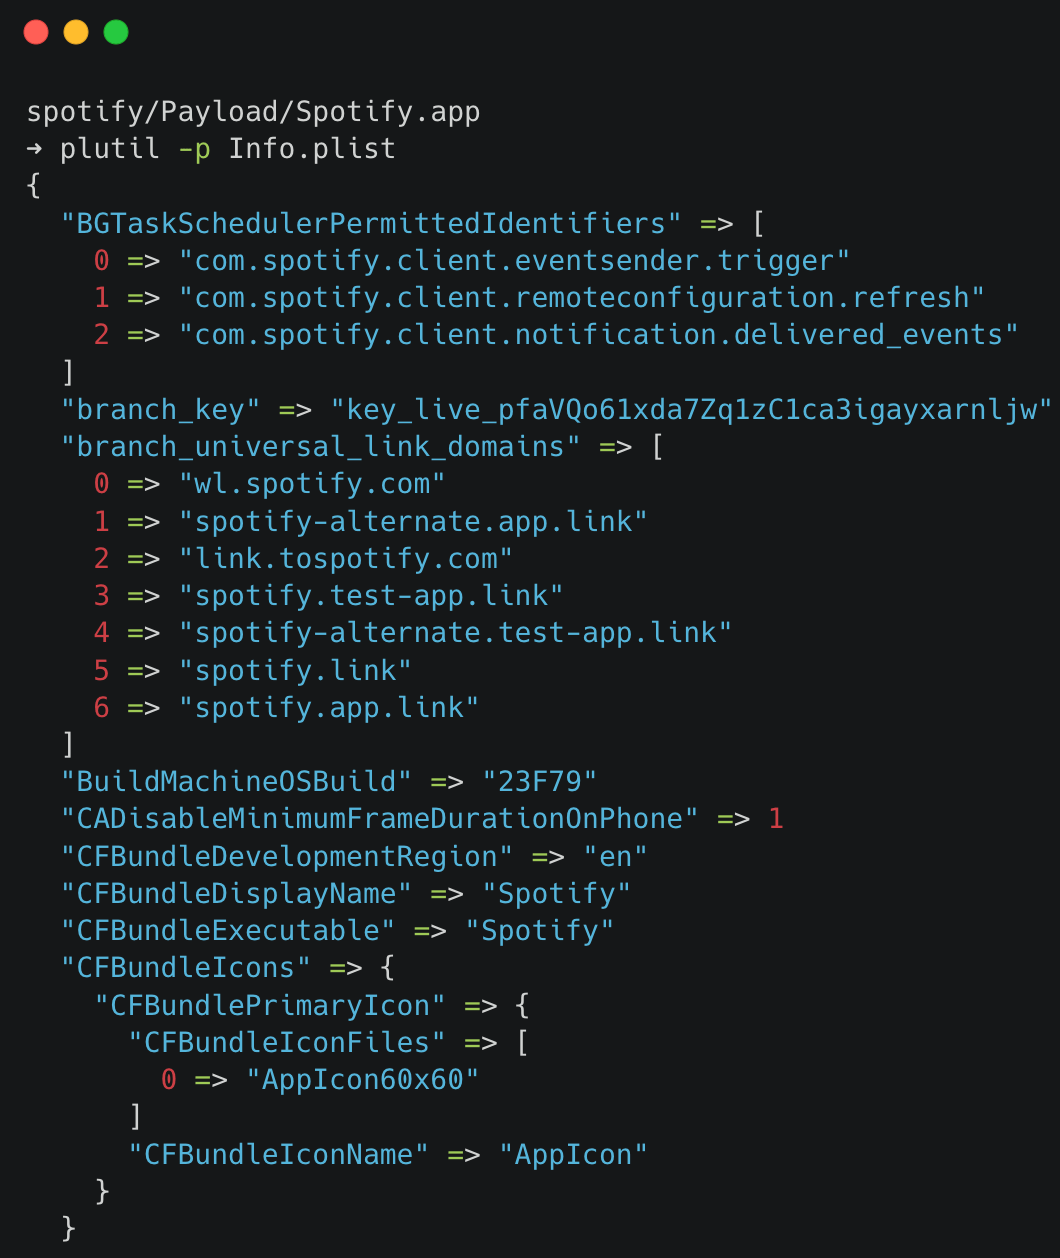 spotify/Payload/Spotify.app
→ plutil -p Info.plist
{
  "BGTaskSchedulerPermittedIdentifiers" => [
    0 => "com.spotify.client.eventsender.trigger"
    1 => "com.spotify.client.remoteconfiguration.refresh"
    2 => "com.spotify.client.notification.delivered_events"
  ]
  "branch_key" => "key_live_pfaVQo61xda7Zq1zC1ca3igayxarnljw"
  "branch_universal_link_domains" => [
    0 => "wl.spotify.com"
    1 => "spotify-alternate.app.link"
    2 => "link.tospotify.com"
    3 => "spotify.test-app.link"
    4 => "spotify-alternate.test-app.link"
    5 => "spotify.link"
    6 => "spotify.app.link"
  ]
  "BuildMachineOSBuild" => "23F79"
  "CADisableMinimumFrameDurationOnPhone" => 1
  "CFBundleDevelopmentRegion" => "en"
  "CFBundleDisplayName" => "Spotify"
  "CFBundleExecutable" => "Spotify"
  "CFBundleIcons" => {
    "CFBundlePrimaryIcon" => {
      "CFBundleIconFiles" => [
        0 => "AppIcon60x60"
      ]
      "CFBundleIconName" => "AppIcon"
    }
  }